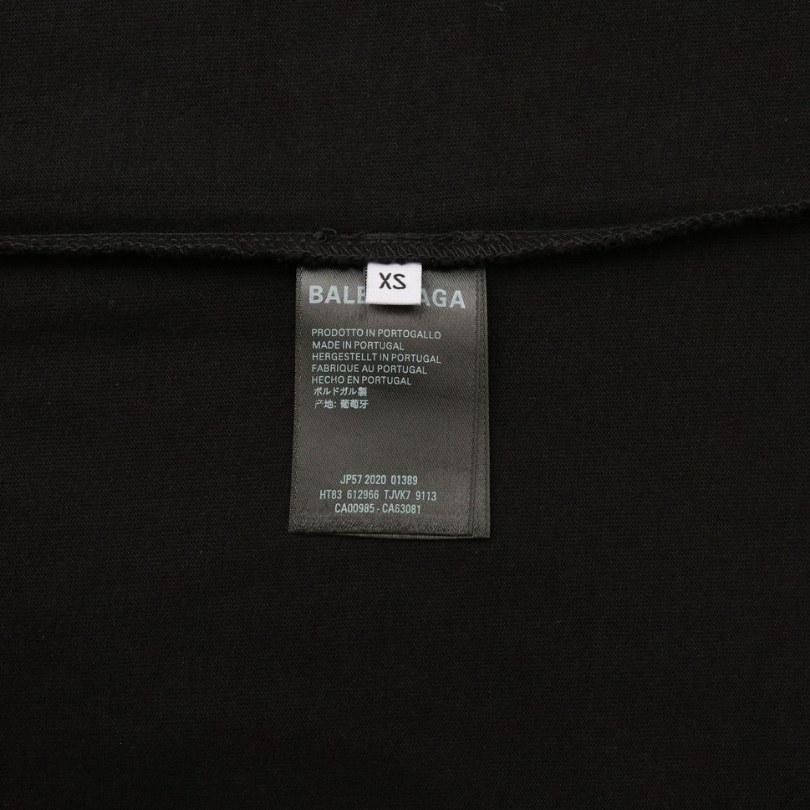 XS
BALE AGA
PRODOTTO IN PORTOGALLO
MADE IN PORTUGAL
HERGESTELLT IN PORTUGAL
FABRIQUE AU PORTUGAL
HECHO EN PORTUGAL
ポルトガル製
产地: 葡萄牙
JP57 2020 01389
HT83 612966 TJVK7 9113
CA00985 - CA63081